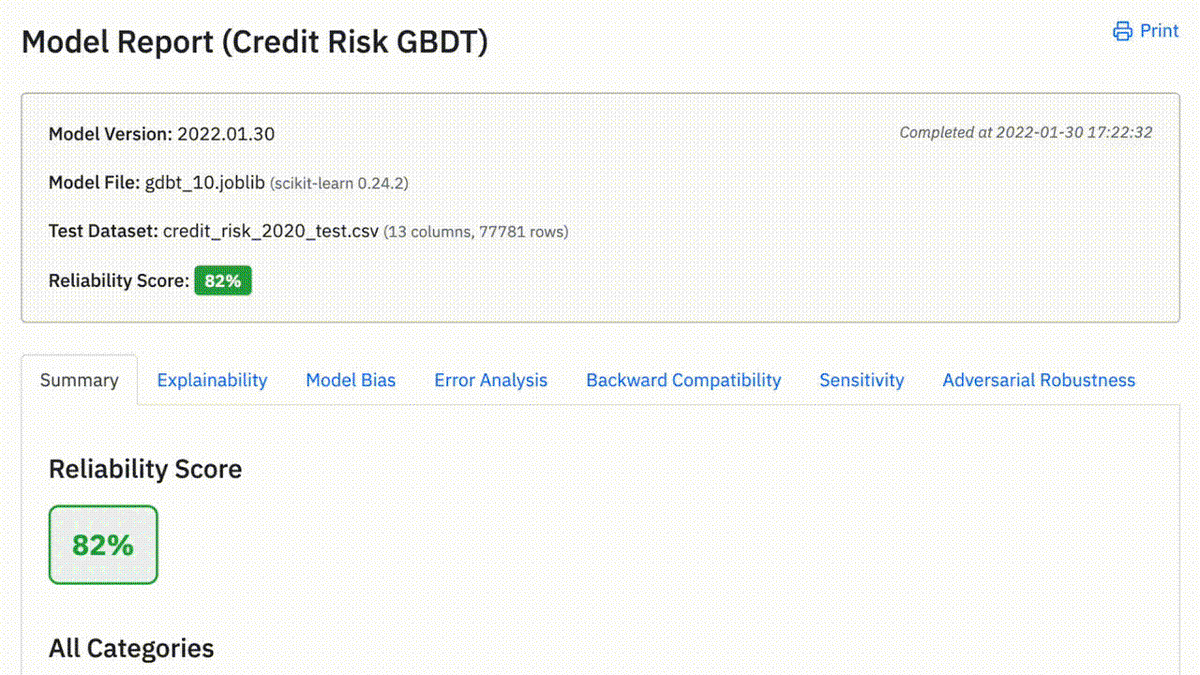 Model Report (Credit Risk GBDT)
Print
Model Version: 2022.01.30
Completed at 2022-01-30 17:22:32
Model File: gdbt_10.joblib (scikit-learn 0.24.2)
Test Dataset: credit_risk_2020_test.csv (13 columns, 77781 rows)
Reliability Score: 82%
Summary Explainability Model Bias Error Analysis Backward Compatibility Sensitivity Adversarial Robustness
Reliability Score
82%
All Categories